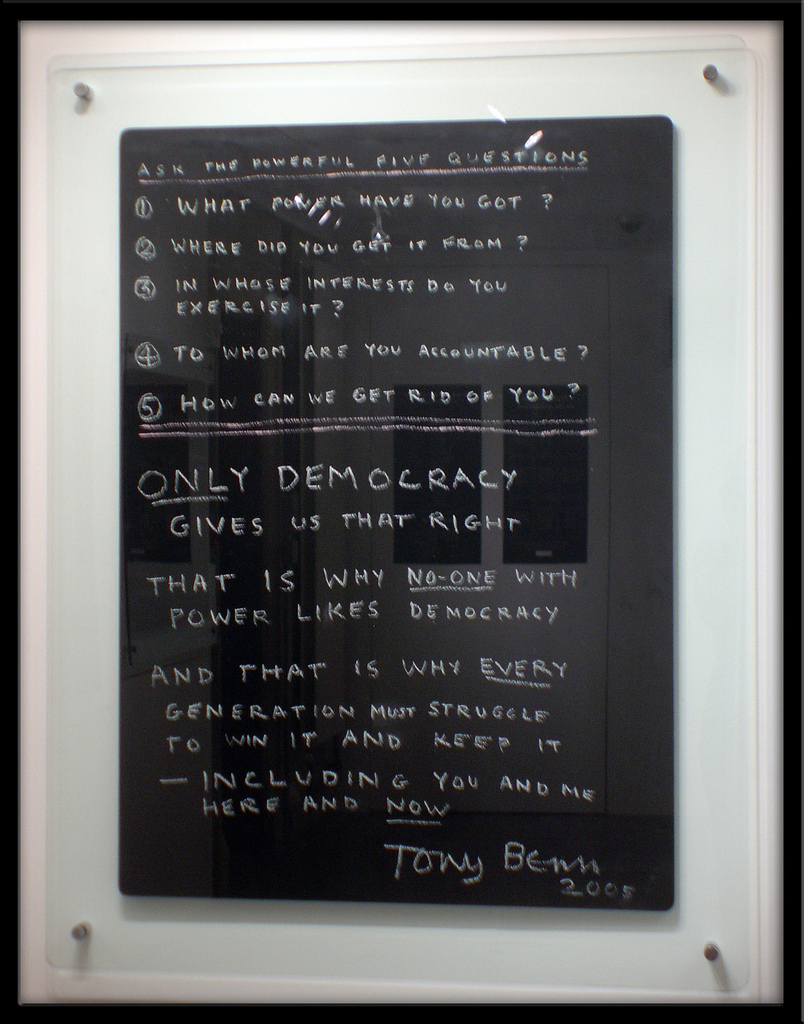 ASK THE POWERFUL FIVE QUESTIONS
① WHAT POWER HAVE YOU GOT ?
② WHERE DID YOU GET IT FROM ?
③ IN WHOSE INTERESTS DO YOU
EXERCISE IT ?
④ TO WHOM ARE YOU ACCOUNTABLE ?
⑤ HOW CAN WE GET RID OF YOU ?
ONLY DEMOCRACY
GIVES US THAT RIGHT
THAT IS WHY NO-ONE WITH
POWER LIKES DEMOCRACY
AND THAT IS WHY EVERY
GENERATION MUST STRUGGLE
TO WIN IT AND KEEP IT
— INCLUDING YOU AND ME
HERE AND NOW
TONY BENN
2005